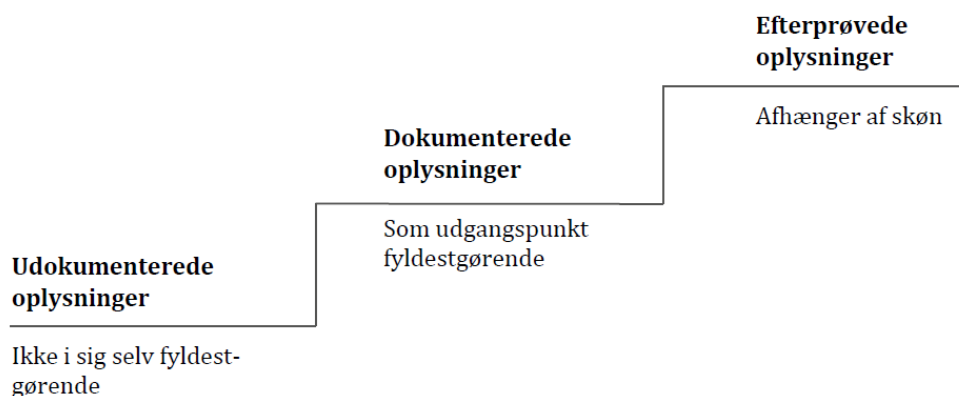 Efterprøvede
oplysninger
Afhænger af skøn
Dokumenterede
oplysninger
Som udgangspunkt
fyldestgørende
Udokumenterede
oplysninger
Ikke i sig selv fyldest-
gørende